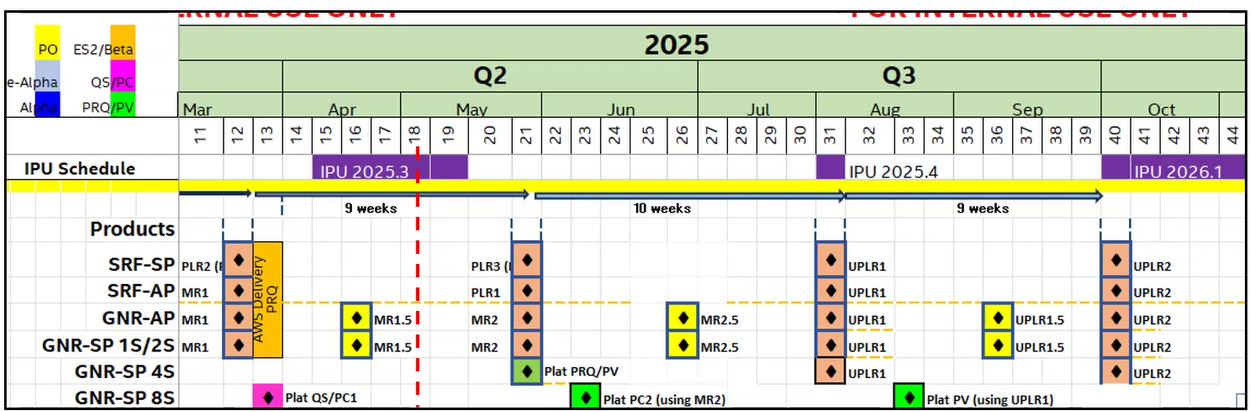 FOR INTERNAL USE ONLY
PO ES2/Beta
2025
e-Alpha QS/PC
Q2 Q3
Alpha PRQ/PV
Mar Apr May Jun Jul Aug Sep Oct
11 12 13 14 15 16 17 18 19 20 21 22 23 24 25 26 27 28 29 30 31 32 33 34 35 36 37 38 39 40 41 42 43 44
IPU Schedule IPU 2025.3 IPU 2025.4 IPU 2026.1
9 weeks 10 weeks 9 weeks
Products
SRF-SP PLR2 ( PLR3 ( UPLR1 UPLR2
SRF-AP MR1 PLR1 UPLR1 UPLR2
AWS Delivery
PRQ
GNR-AP MR1 MR1.5 MR2 MR2.5 UPLR1 UPLR1.5 UPLR2
GNR-SP 1S/2S MR1 MR1.5 MR2 MR2.5 UPLR1 UPLR1.5 UPLR2
GNR-SP 4S Plat PRQ/PV UPLR1 UPLR2
GNR-SP 8S Plat QS/PC1 Plat PC2 (using MR2) Plat PV (using UPLR1)